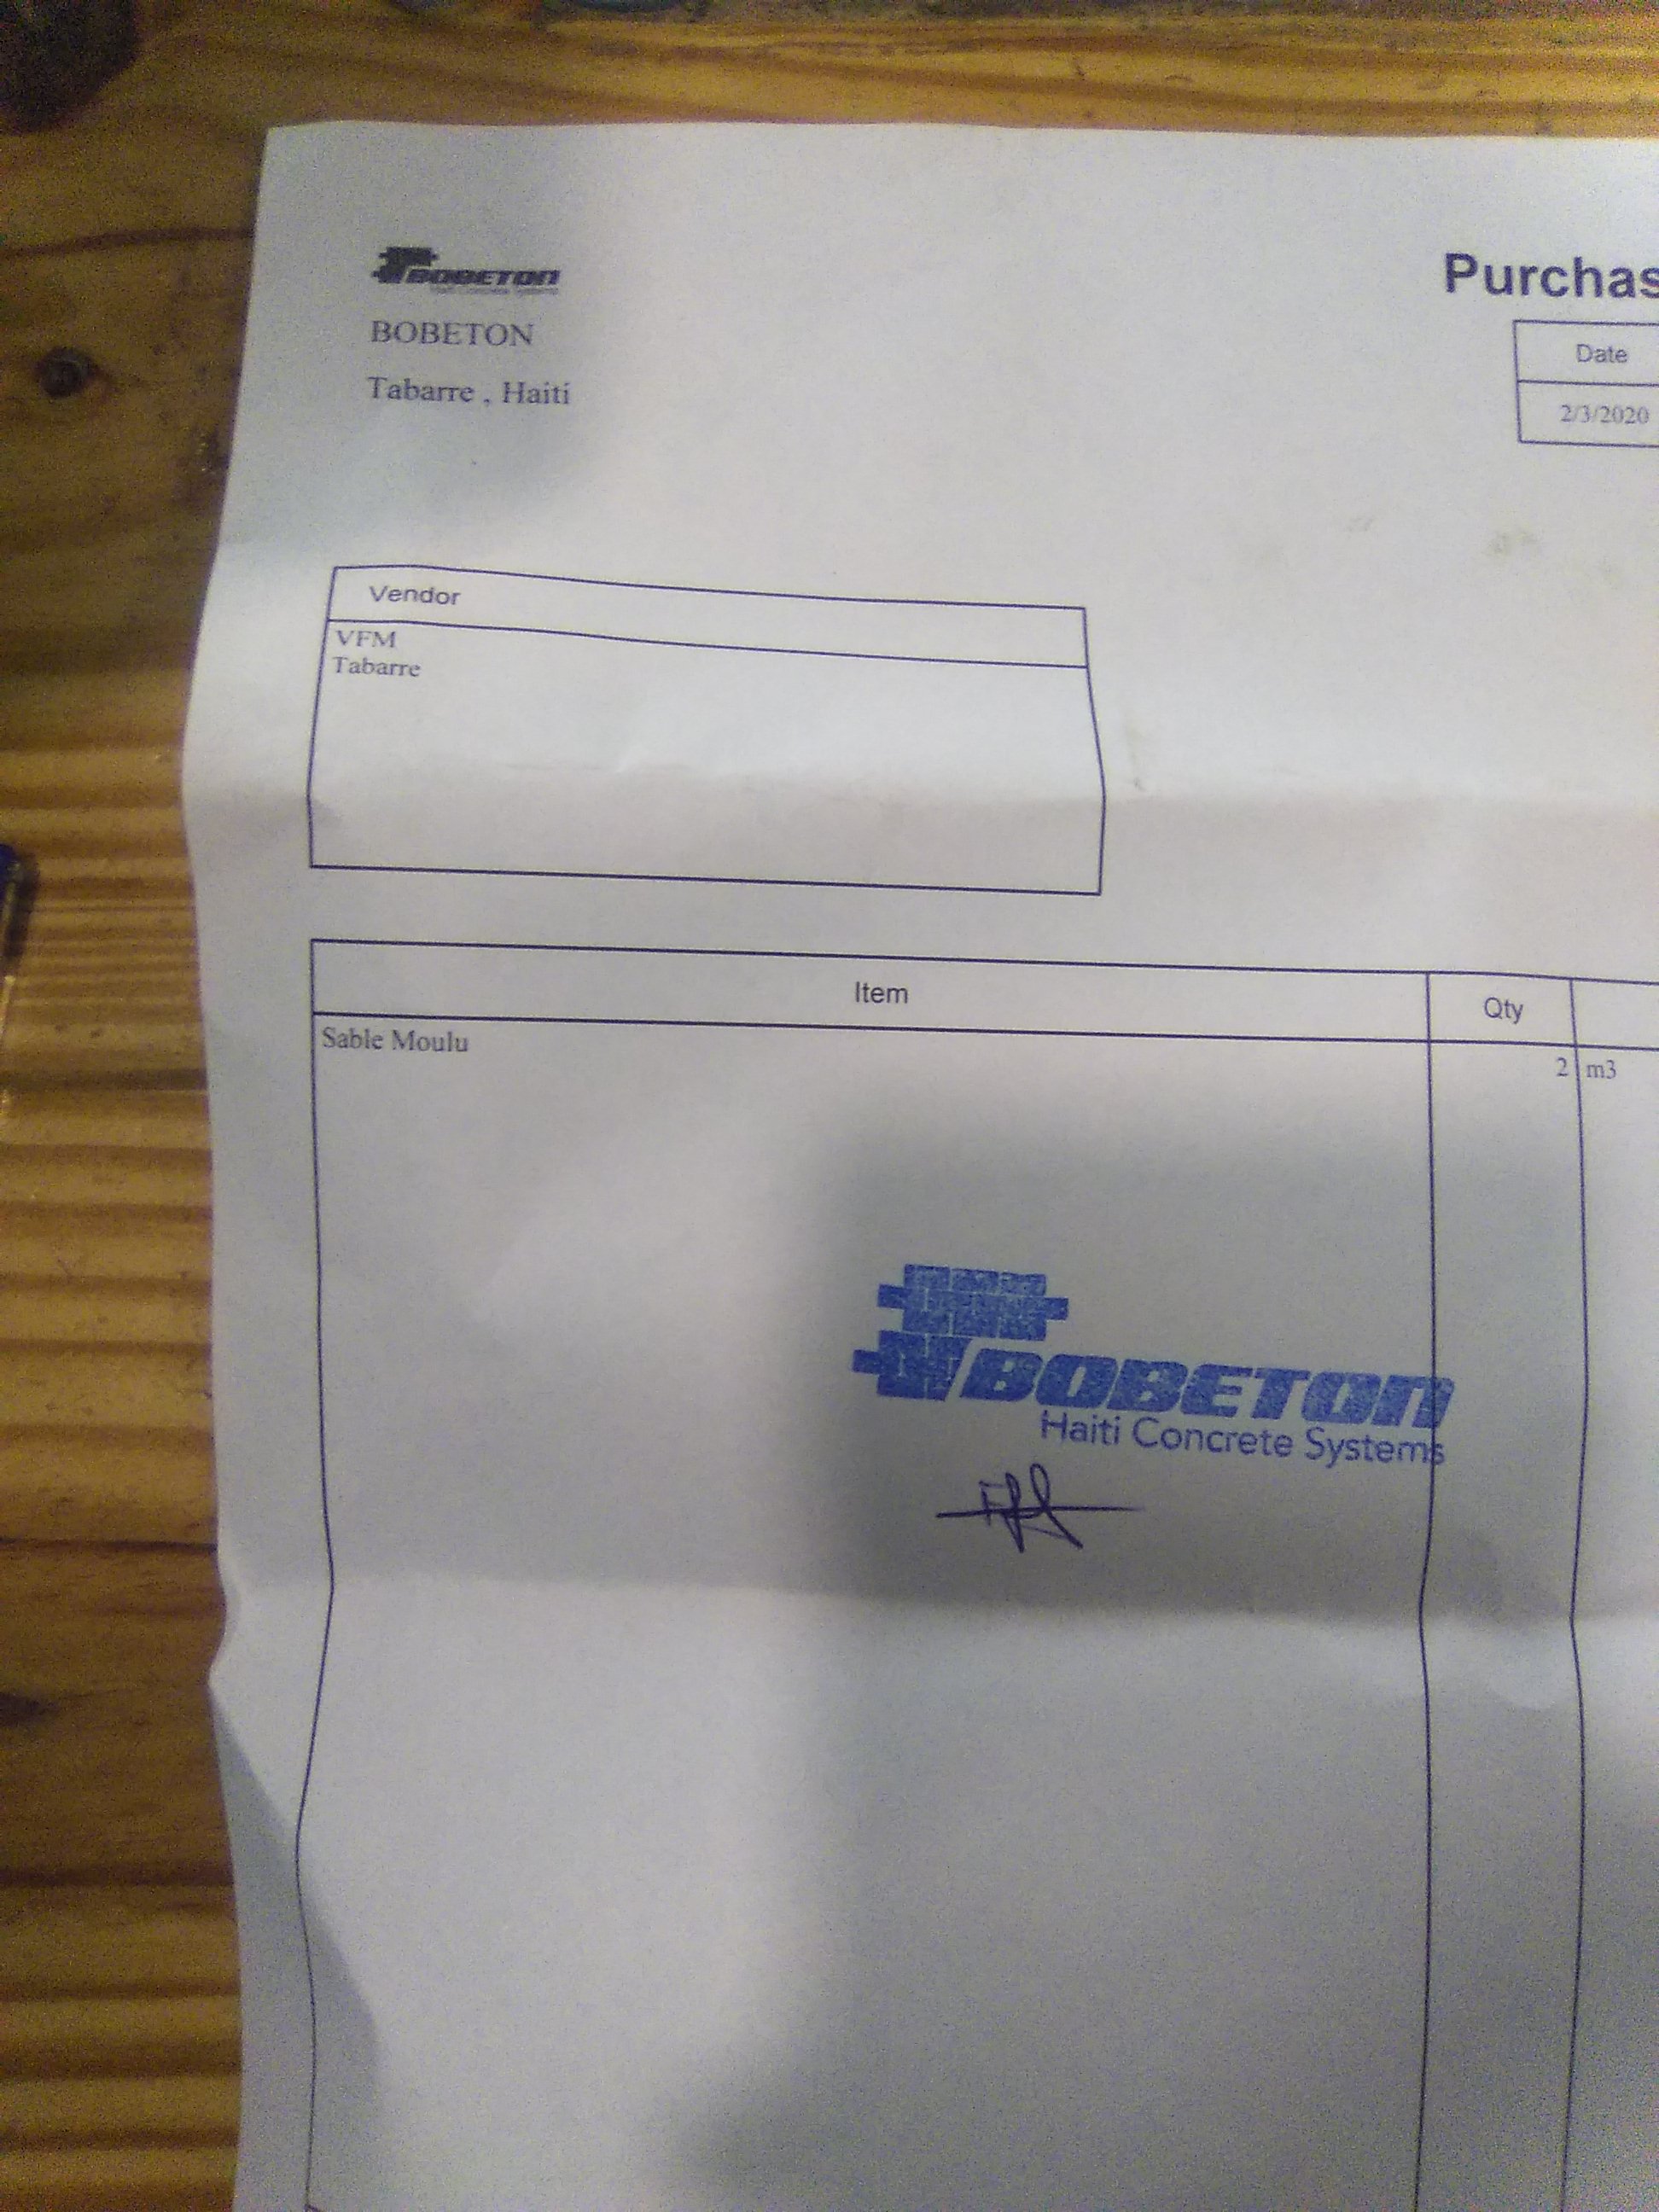 BOBETON
Haiti Concrete Systems
BOBETON
Tabarre , Haiti
Purchas
Date
2/3/2020
Vendor
VFM
Tabarre
Item
Qty
Sable Moulu
2
m3
BOBETON
Haiti Concrete Systems